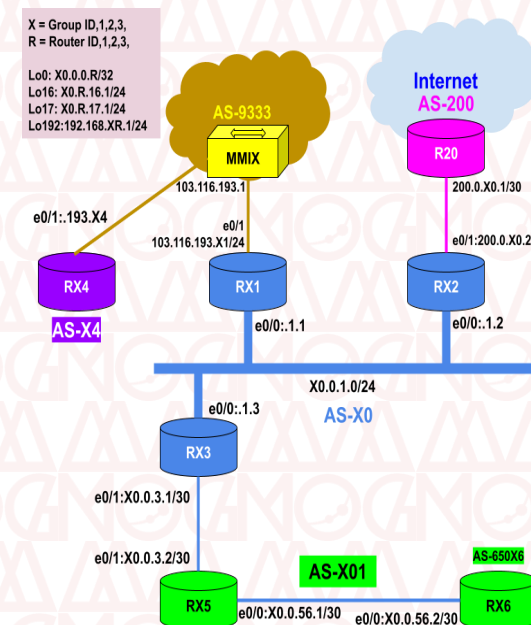 X = Group ID,1,2,3,
R = Router ID,1,2,3,
Lo0: X0.0.0.R/32
Lo16: X0.R.16.1/24
Lo17: X0.R.17.1/24
Lo192:192.168.XR.1/24
AS-9333
MMIX
103.116.193.1
Internet
AS-200
R20
200.0.X0.1/30
e0/1:.193.X4
e0/1
103.116.193.X1/24
e0/1:200.0.X0.2
RX4
AS-X4
RX1
RX2
e0/0:.1.1
e0/0:.1.2
X0.0.1.0/24
AS-X0
e0/0:.1.3
RX3
e0/1:X0.0.3.1/30
e0/1:X0.0.3.2/30
AS-X01
AS-650X6
RX5
RX6
e0/0:X0.0.56.1/30
e0/0:X0.0.56.2/30